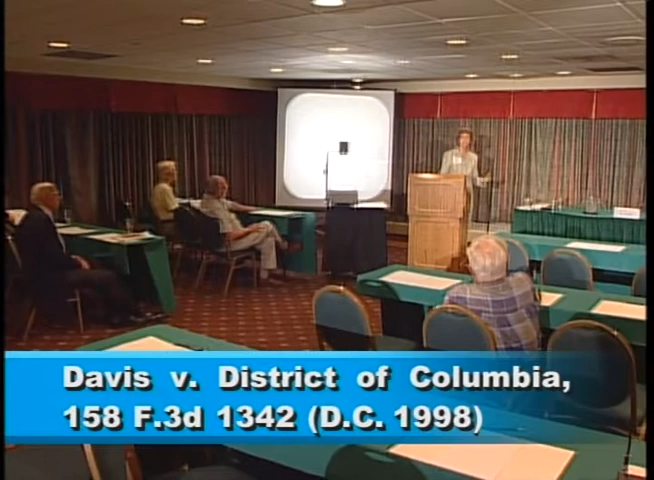 Davis v. District of Columbia,
158 F.3d 1342 (D.C. 1998)